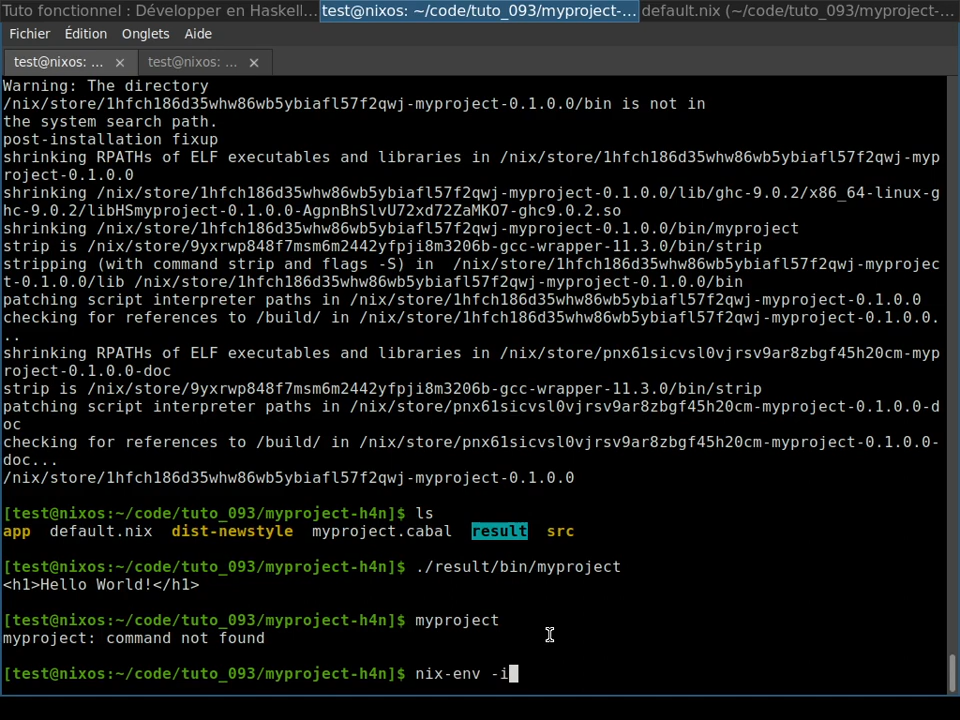 Tuto fonctionnel : Développer en Haskell... test@nixos: ~/code/tuto_093/myproject-... default.nix (~/code/tuto_093/myproject-...
Fichier Édition Onglets Aide
test@nixos: ... × test@nixos: ... ×
Warning: The directory
/nix/store/1hfch186d35whw86wb5ybiafl57f2qwj-myproject-0.1.0.0/bin is not in
the system search path.
post-installation fixup
shrinking RPATHs of ELF executables and libraries in /nix/store/1hfch186d35whw86wb5ybiafl57f2qwj-myp
roject-0.1.0.0
shrinking /nix/store/1hfch186d35whw86wb5ybiafl57f2qwj-myproject-0.1.0.0/lib/ghc-9.0.2/x86_64-linux-g
hc-9.0.2/libHSmyproject-0.1.0.0-AgpnBhSlvU72xd72ZaMKO7-ghc9.0.2.so
shrinking /nix/store/1hfch186d35whw86wb5ybiafl57f2qwj-myproject-0.1.0.0/bin/myproject
strip is /nix/store/9yxrwp848f7msm6m2442yfpji8m3206b-gcc-wrapper-11.3.0/bin/strip
stripping (with command strip and flags -S) in  /nix/store/1hfch186d35whw86wb5ybiafl57f2qwj-myprojec
t-0.1.0.0/lib /nix/store/1hfch186d35whw86wb5ybiafl57f2qwj-myproject-0.1.0.0/bin
patching script interpreter paths in /nix/store/1hfch186d35whw86wb5ybiafl57f2qwj-myproject-0.1.0.0
checking for references to /build/ in /nix/store/1hfch186d35whw86wb5ybiafl57f2qwj-myproject-0.1.0.0.
..
shrinking RPATHs of ELF executables and libraries in /nix/store/pnx61sicvsl0vjrsv9ar8zbgf45h20cm-myp
roject-0.1.0.0-doc
strip is /nix/store/9yxrwp848f7msm6m2442yfpji8m3206b-gcc-wrapper-11.3.0/bin/strip
patching script interpreter paths in /nix/store/pnx61sicvsl0vjrsv9ar8zbgf45h20cm-myproject-0.1.0.0-d
oc
checking for references to /build/ in /nix/store/pnx61sicvsl0vjrsv9ar8zbgf45h20cm-myproject-0.1.0.0-
doc...
/nix/store/1hfch186d35whw86wb5ybiafl57f2qwj-myproject-0.1.0.0
[test@nixos:~/code/tuto_093/myproject-h4n]$ ls
app default.nix dist-newstyle myproject.cabal result src
[test@nixos:~/code/tuto_093/myproject-h4n]$ ./result/bin/myproject
<h1>Hello World!</h1>
[test@nixos:~/code/tuto_093/myproject-h4n]$ myproject
myproject: command not found
[test@nixos:~/code/tuto_093/myproject-h4n]$ nix-env -i